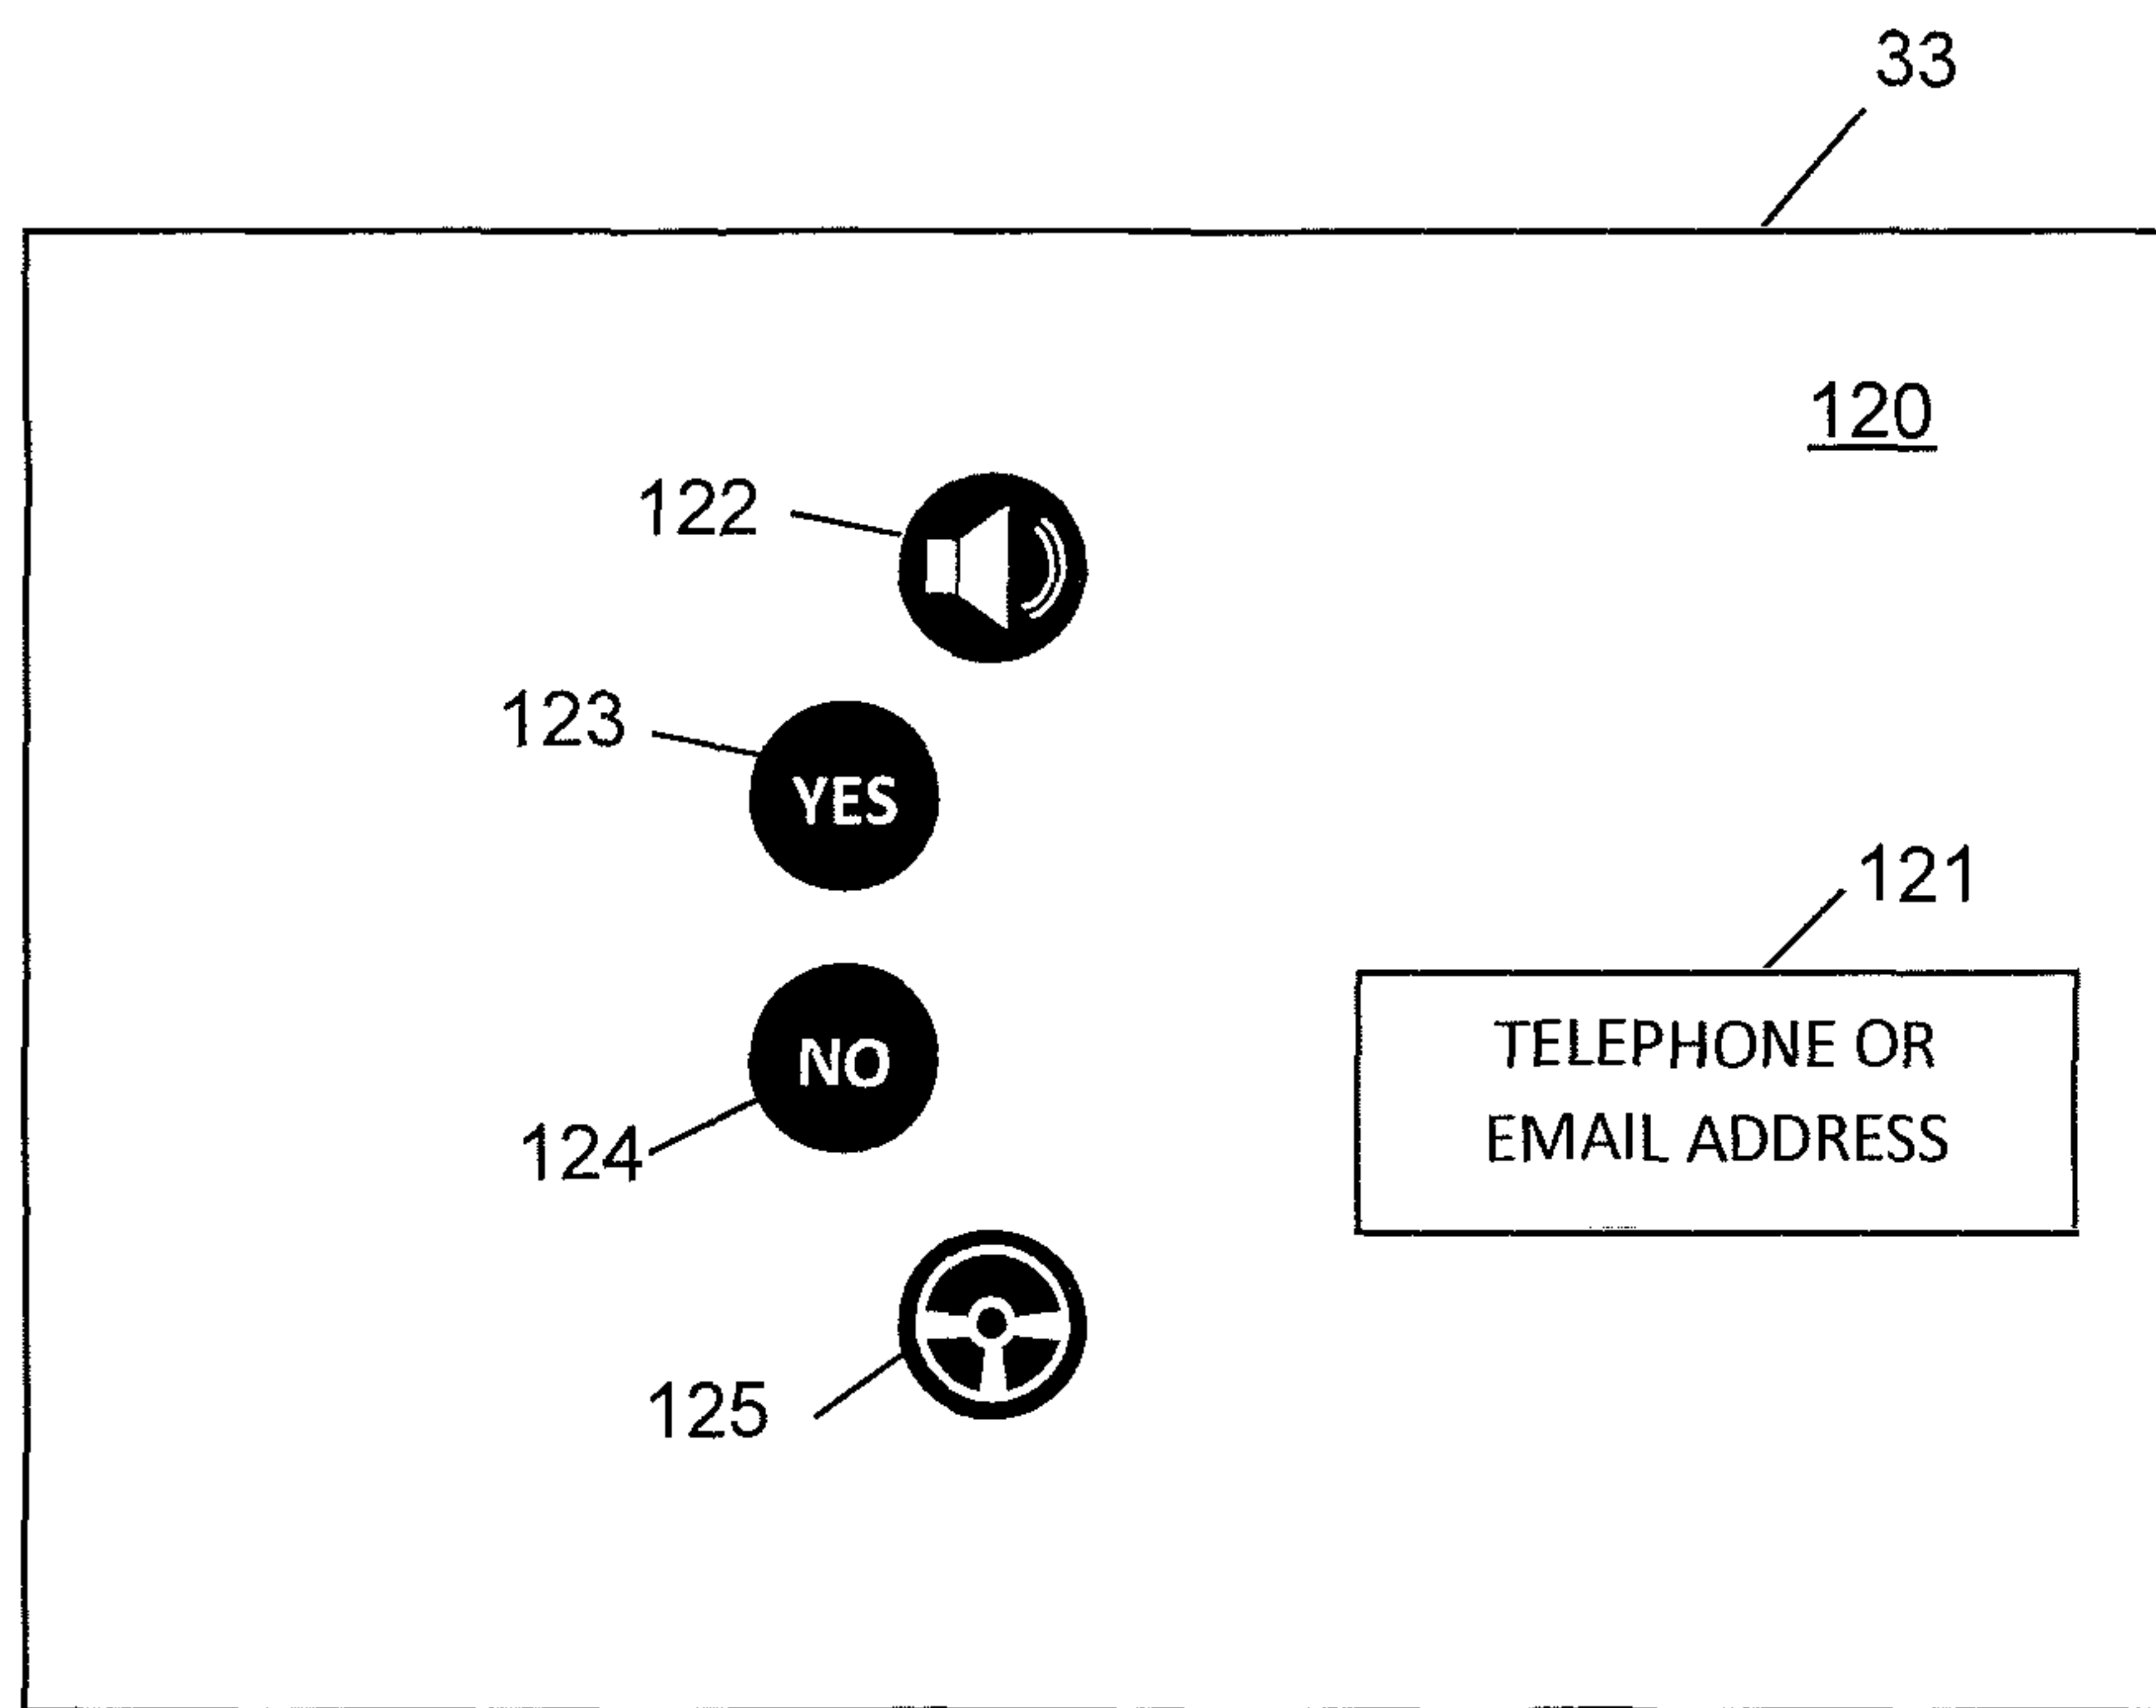 33
120
122
123
YES
121
TELEPHONE OR
EMAIL ADDRESS
NO
124
125